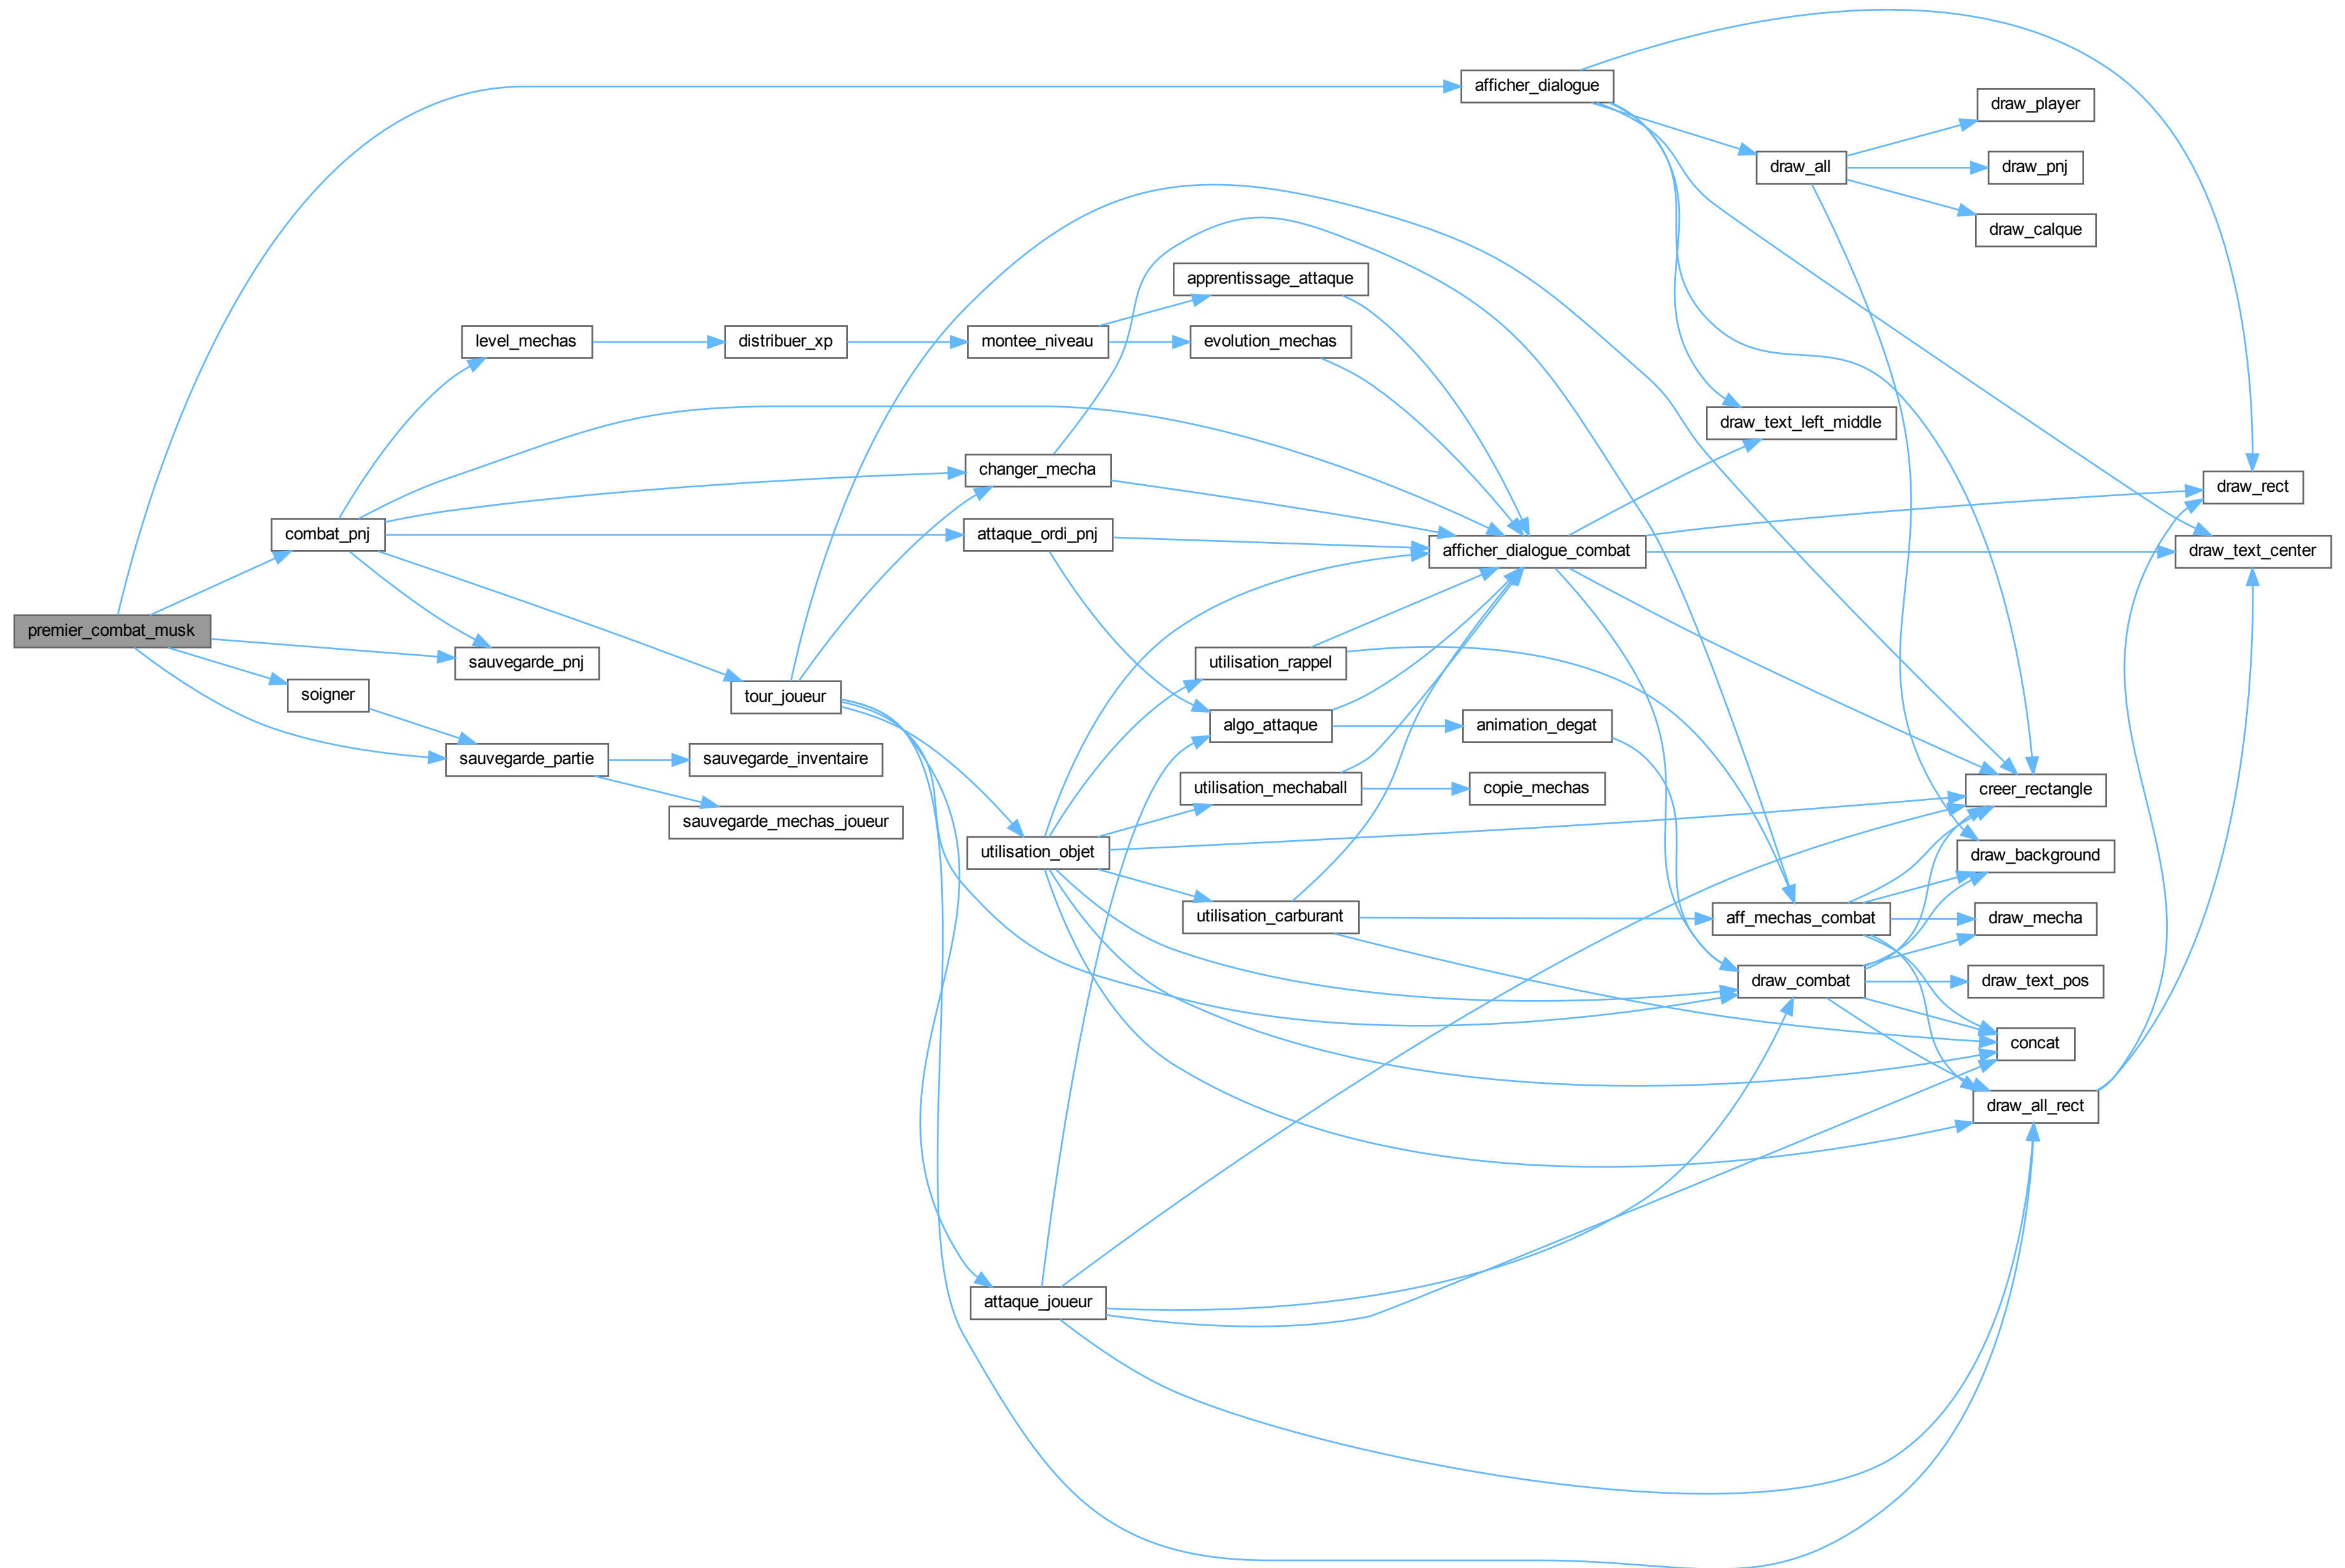 afficher_dialogue
draw_player
draw_all
draw_pnj
draw_calque
apprentissage_attaque
level_mechas
distribuer_xp
montee_niveau
evolution_mechas
draw_text_left_middle
changer_mecha
draw_rect
combat_pnj
attaque_ordi_pnj
afficher_dialogue_combat
draw_text_center
premier_combat_musk
sauvegarde_pnj
utilisation_rappel
soigner
tour_joueur
algo_attaque
animation_degat
sauvegarde_partie
sauvegarde_inventaire
utilisation_mechaball
copie_mechas
creer_rectangle
sauvegarde_mechas_joueur
utilisation_objet
draw_background
utilisation_carburant
aff_mechas_combat
draw_mecha
draw_combat
draw_text_pos
concat
draw_all_rect
attaque_joueur